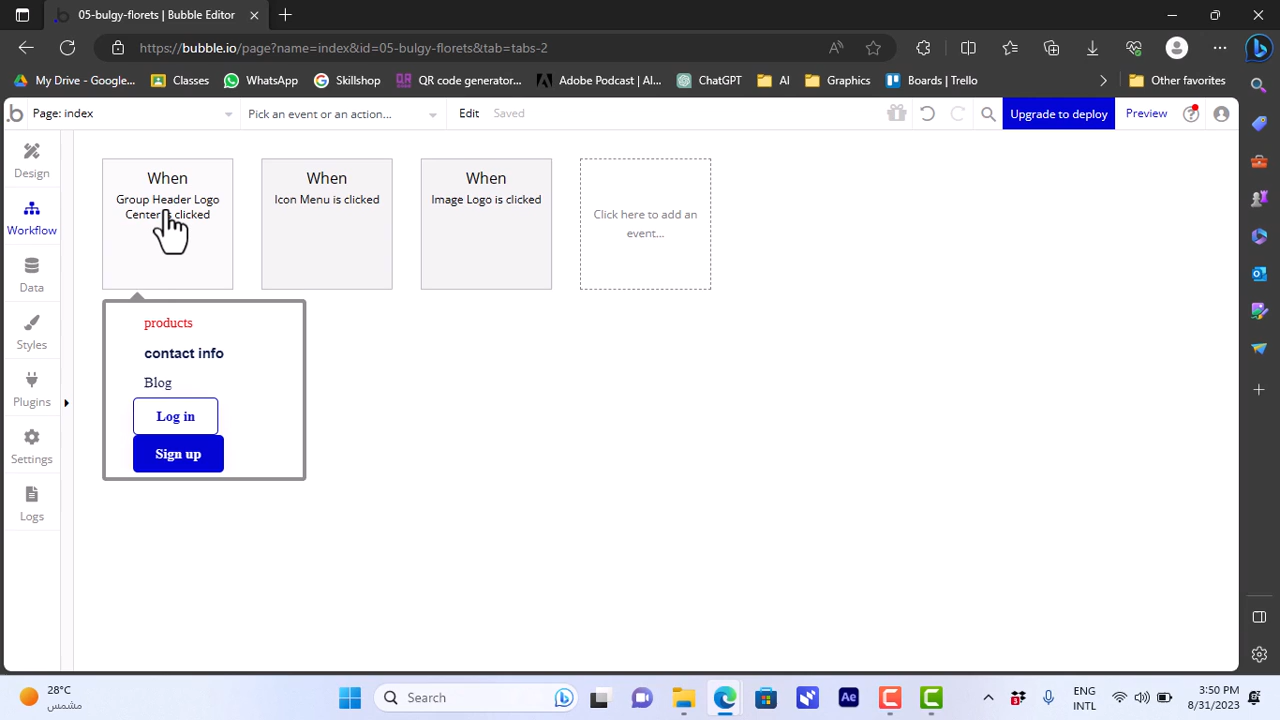 05-bulgy-florets | Bubble Editor
https://bubble.io/page?name=index&id=05-bulgy-florets&tab=tabs-2
My Drive - Google...
Classes
WhatsApp
Skillshop
QR code generator...
Adobe Podcast | AI...
ChatGPT
AI
Graphics
Boards | Trello
Other favorites
Page: index
Pick an event or an action...
Edit
Saved
Upgrade to deploy
Preview
Design
Workflow
Data
Styles
Plugins
Settings
Logs
When
Group Header Logo
Center is clicked
When
Icon Menu is clicked
When
Image Logo is clicked
Click here to add an
event...
products
contact info
Blog
Log in
Sign up
28°C
مشمس
Search
ENG
INTL
3:50 PM
8/31/2023